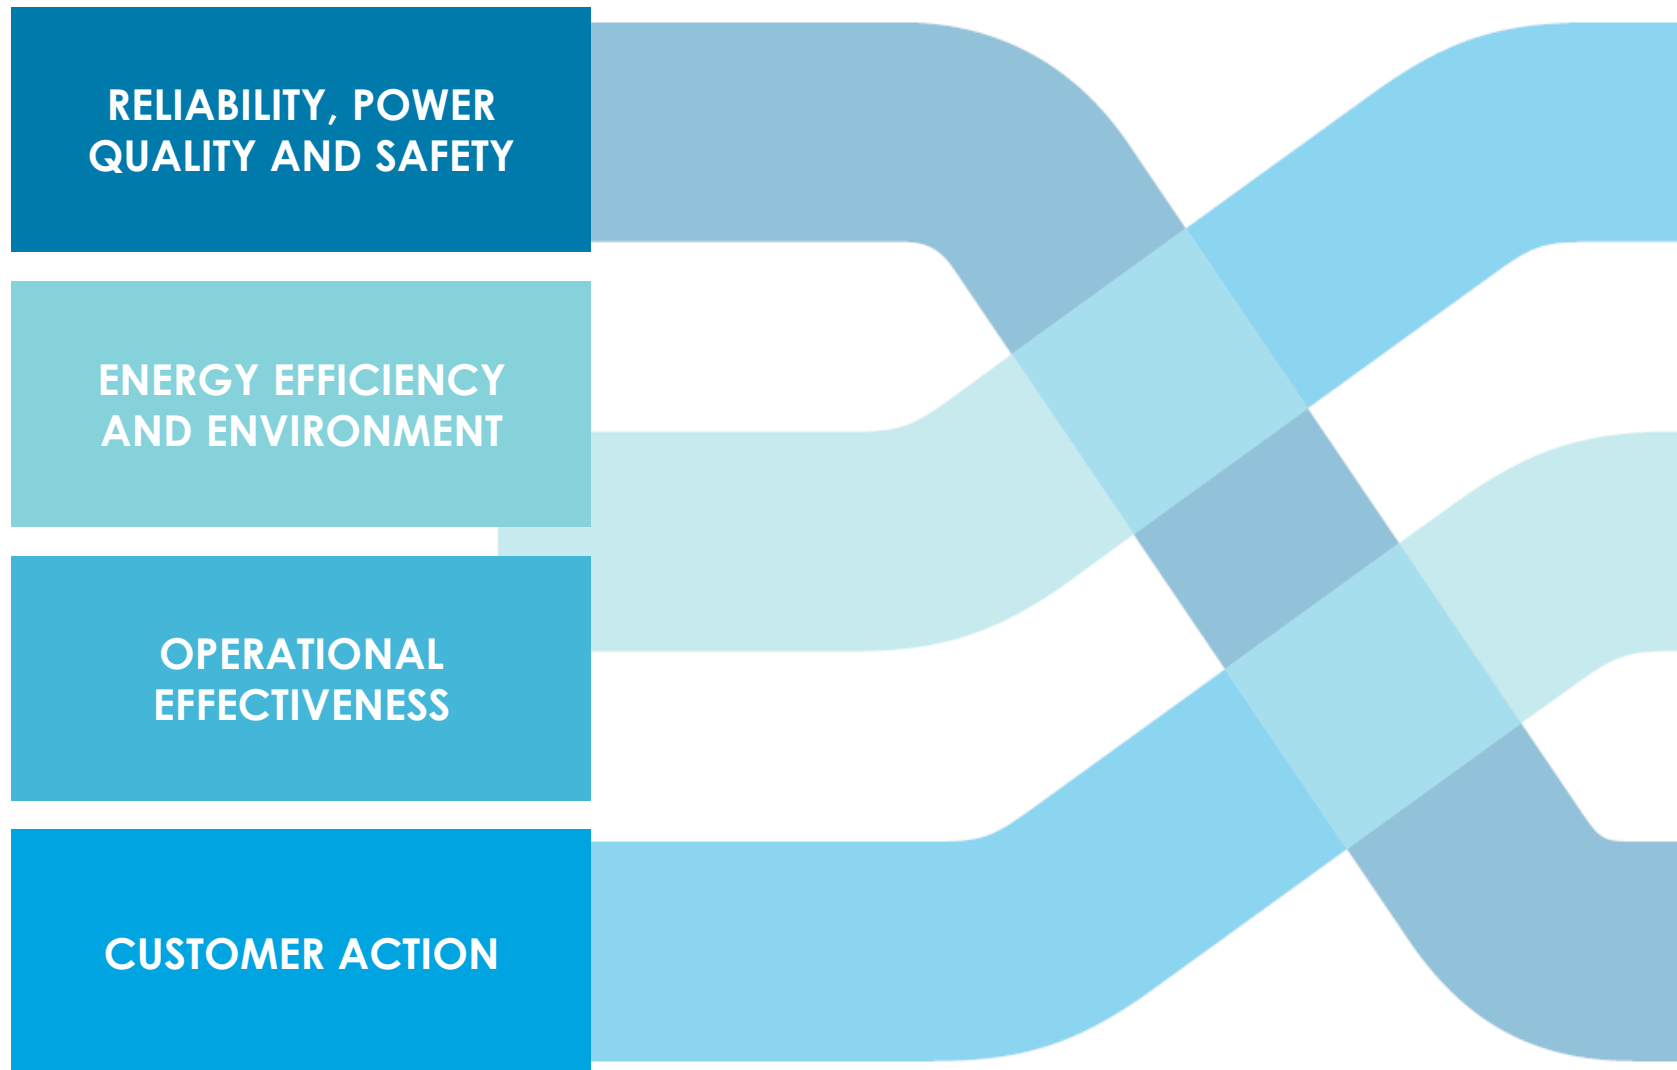 RELIABILITY, POWER
QUALITY AND SAFETY
ENERGY EFFICIENCY
AND ENVIRONMENT
OPERATIONAL
EFFECTIVENESS
CUSTOMER ACTION